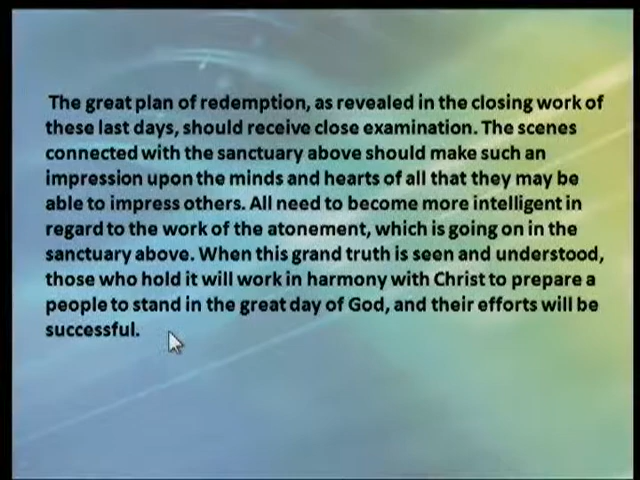 The great plan of redemption, as revealed in the closing work of
these last days, should receive close examination. The scenes
connected with the sanctuary above should make such an
impression upon the minds and hearts of all that they may be
able to impress others. All need to become more intelligent in
regard to the work of the atonement, which is going on in the
sanctuary above. When this grand truth is seen and understood,
those who hold it will work in harmony with Christ to prepare a
people to stand in the great day of God, and their efforts will be
successful.